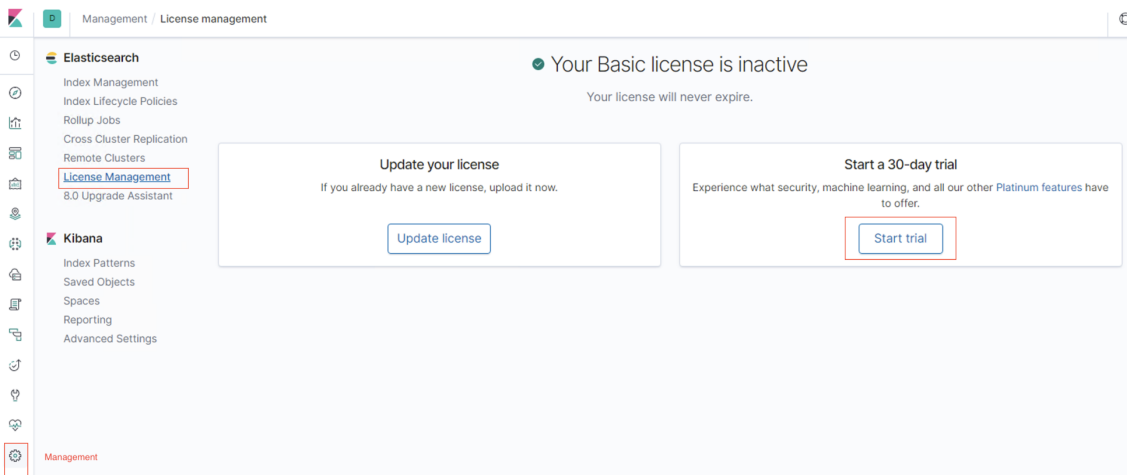 D
Management / License management
Elasticsearch
Index Management
Index Lifecycle Policies
Rollup Jobs
Cross Cluster Replication
Remote Clusters
License Management
8.0 Upgrade Assistant
Kibana
Index Patterns
Saved Objects
Spaces
Reporting
Advanced Settings
Management
Your Basic license is inactive
Your license will never expire.
Update your license
If you already have a new license, upload it now.
Update license
Start a 30-day trial
Experience what security, machine learning, and all our other Platinum features have
to offer.
Start trial